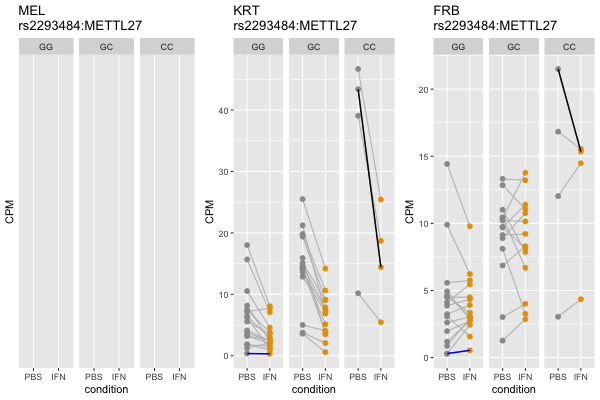 MEL
rs2293484:METTL27
GG GC CC
CPM
PBS IFN PBS IFN PBS IFN
condition
KRT
rs2293484:METTL27
GG GC CC
CPM
40
30
20
10
0
PBS IFN PBS IFN PBS IFN
condition
FRB
rs2293484:METTL27
GG GC CC
CPM
20
15
10
5
0
PBS IFN PBS IFN PBS IFN
condition